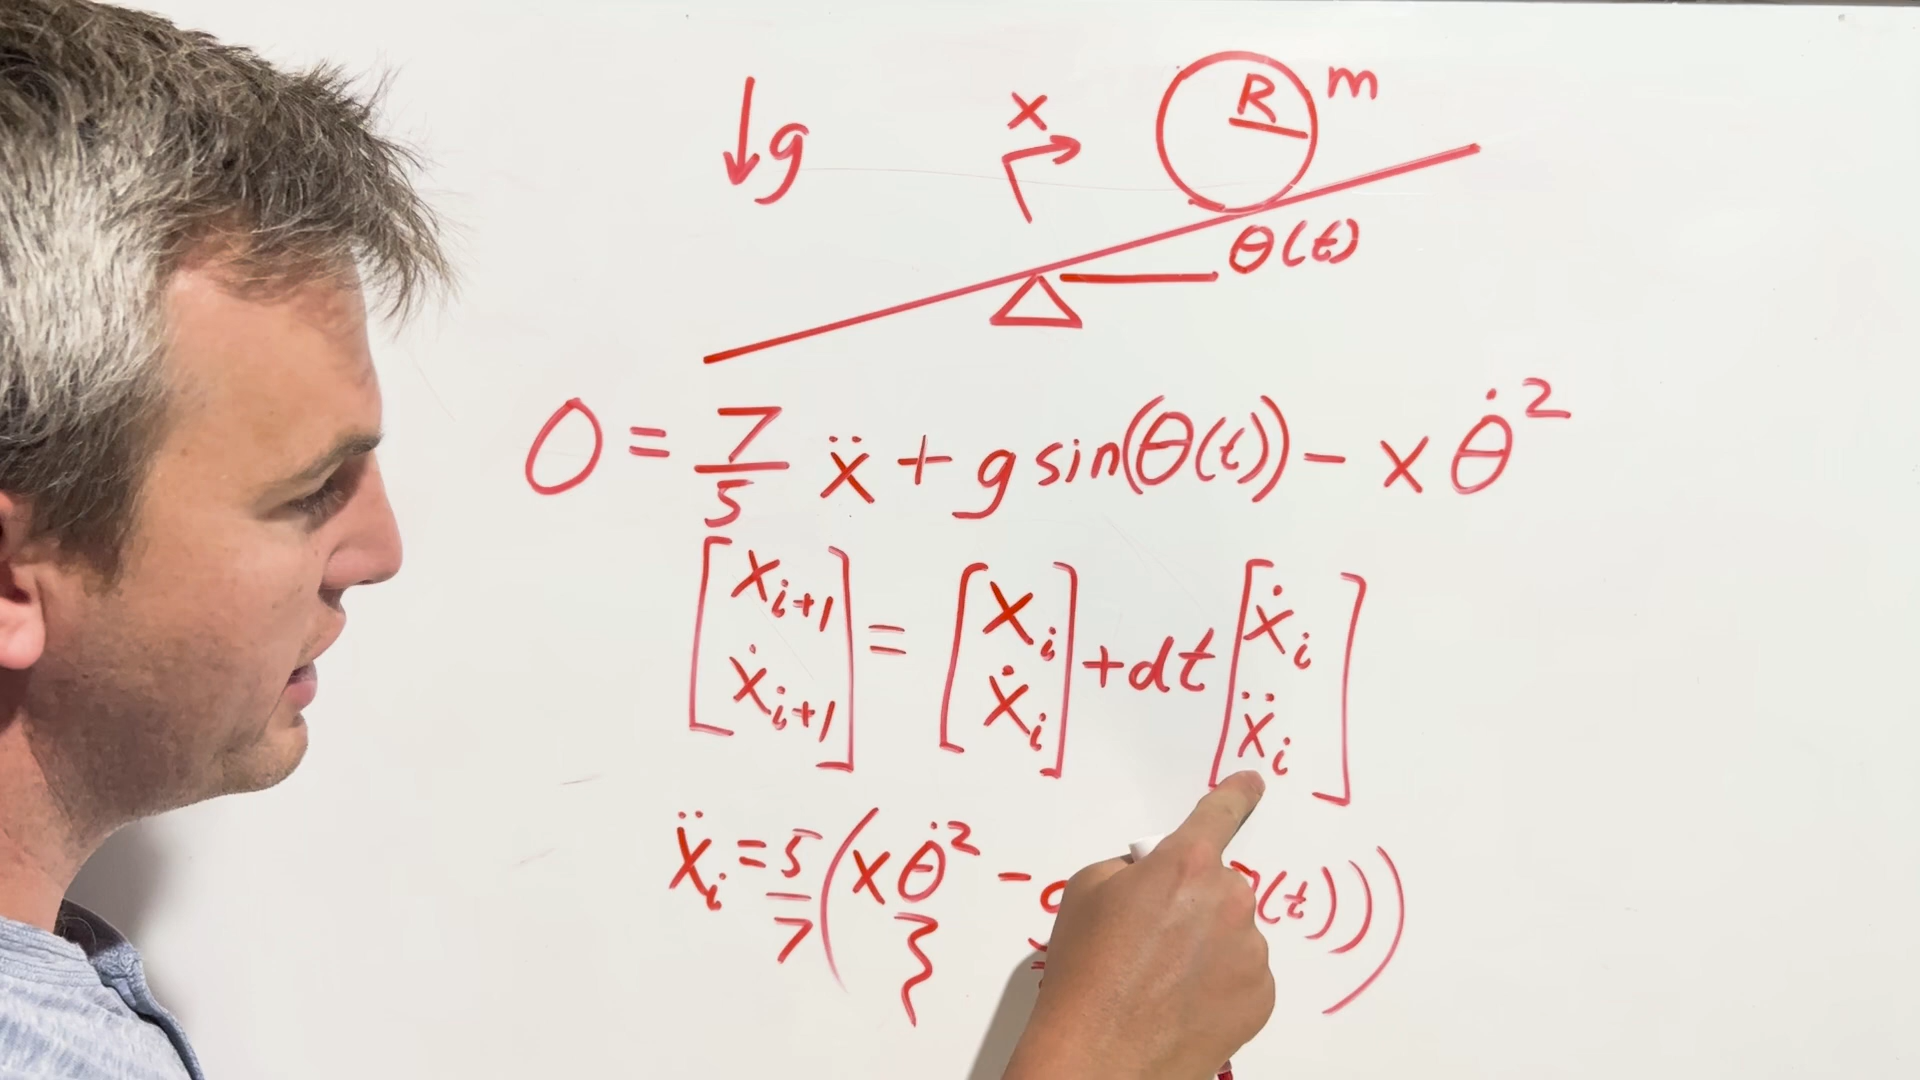 g
x
R
m
θ(t)
0 = 7/5 ẍ + g sin(θ(t)) - x θ̇²
[x_{i+1} ẋ_{i+1}] = [x_i ẋ_i] + dt [ẋ_i ẍ_i]
ẍ_i = 5/7 (x θ̇² - (t)))